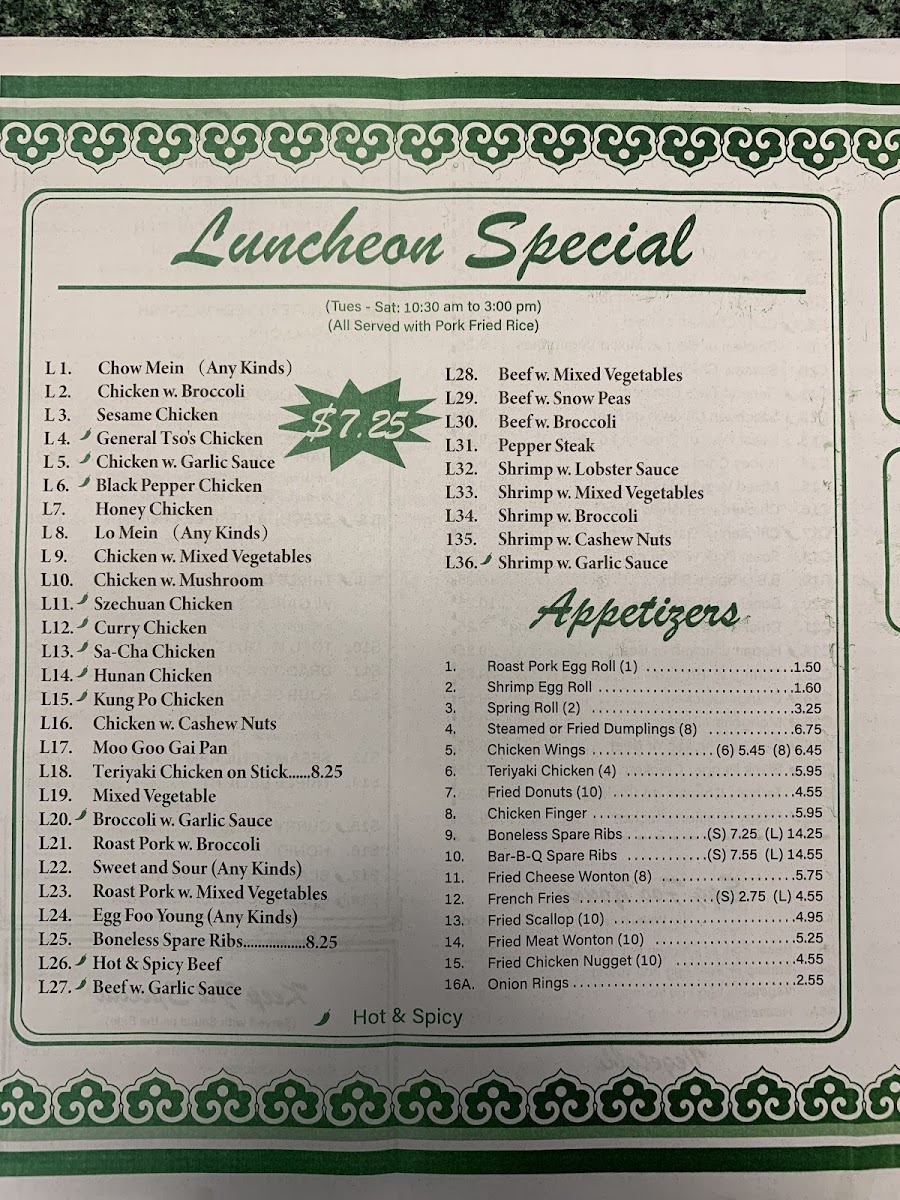 Luncheon Special
(Tues - Sat: 10:30 am to 3:00 pm)
(All Served with Pork Fried Rice)
$7.25
L 1. Chow Mein (Any Kinds)
L 2. Chicken w. Broccoli
L 3. Sesame Chicken
L 4. General Tso's Chicken
L 5. Chicken w. Garlic Sauce
L 6. Black Pepper Chicken
L7. Honey Chicken
L 8. Lo Mein (Any Kinds)
L 9. Chicken w. Mixed Vegetables
L10. Chicken w. Mushroom
L11. Szechuan Chicken
L12. Curry Chicken
L13. Sa-Cha Chicken
L14. Hunan Chicken
L15. Kung Po Chicken
L16. Chicken w. Cashew Nuts
L17. Moo Goo Gai Pan
L18. Teriyaki Chicken on Stick......8.25
L19. Mixed Vegetable
L20. Broccoli w. Garlic Sauce
L21. Roast Pork w. Broccoli
L22. Sweet and Sour (Any Kinds)
L23. Roast Pork w. Mixed Vegetables
L24. Egg Foo Young (Any Kinds)
L25. Boneless Spare Ribs.................8.25
L26. Hot & Spicy Beef
L27. Beef w. Garlic Sauce
L28. Beef w. Mixed Vegetables
L29. Beef w. Snow Peas
L30. Beef w. Broccoli
L31. Pepper Steak
L32. Shrimp w. Lobster Sauce
L33. Shrimp w. Mixed Vegetables
L34. Shrimp w. Broccoli
135. Shrimp w. Cashew Nuts
L36. Shrimp w. Garlic Sauce
Appetizers
1. Roast Pork Egg Roll (1) ......................1.50
2. Shrimp Egg Roll .............................1.60
3. Spring Roll (2) ................................3.25
4. Steamed or Fried Dumplings (8) ............6.75
5. Chicken Wings .................(6) 5.45 (8) 6.45
6. Teriyaki Chicken (4) .........................5.95
7. Fried Donuts (10) ............................4.55
8. Chicken Finger ...............................5.95
9. Boneless Spare Ribs ...........(S) 7.25 (L) 14.25
10. Bar-B-Q Spare Ribs ...........(S) 7.55 (L) 14.55
11. Fried Cheese Wonton (8) ....................5.75
12. French Fries ....................(S) 2.75 (L) 4.55
13. Fried Scallop (10) ...........................4.95
14. Fried Meat Wonton (10) ....................5.25
15. Fried Chicken Nugget (10) .................4.55
16A. Onion Rings................................2.55
Hot & Spicy